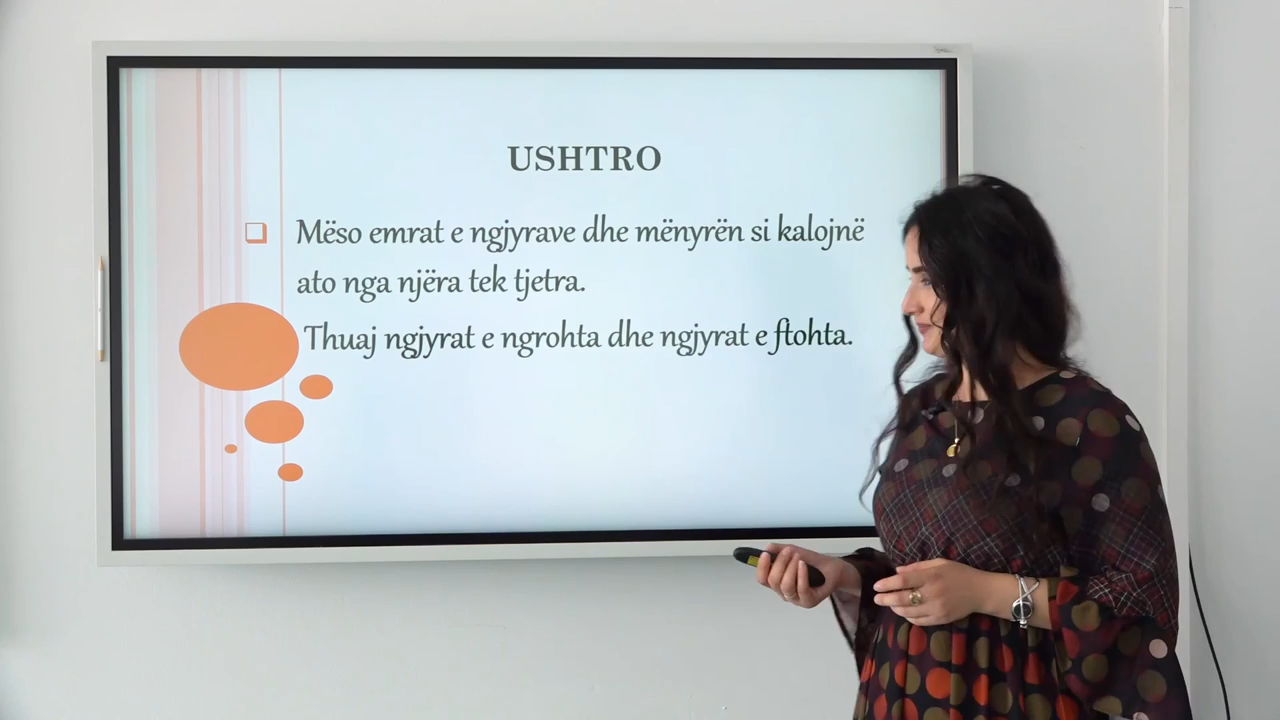 USHTRO
Mëso emrat e ngjyrave dhe mënyrën si kalojnë
ato nga njëra tek tjetra.
Thuaj ngjyrat e ngrohta dhe ngjyrat e ftohta.